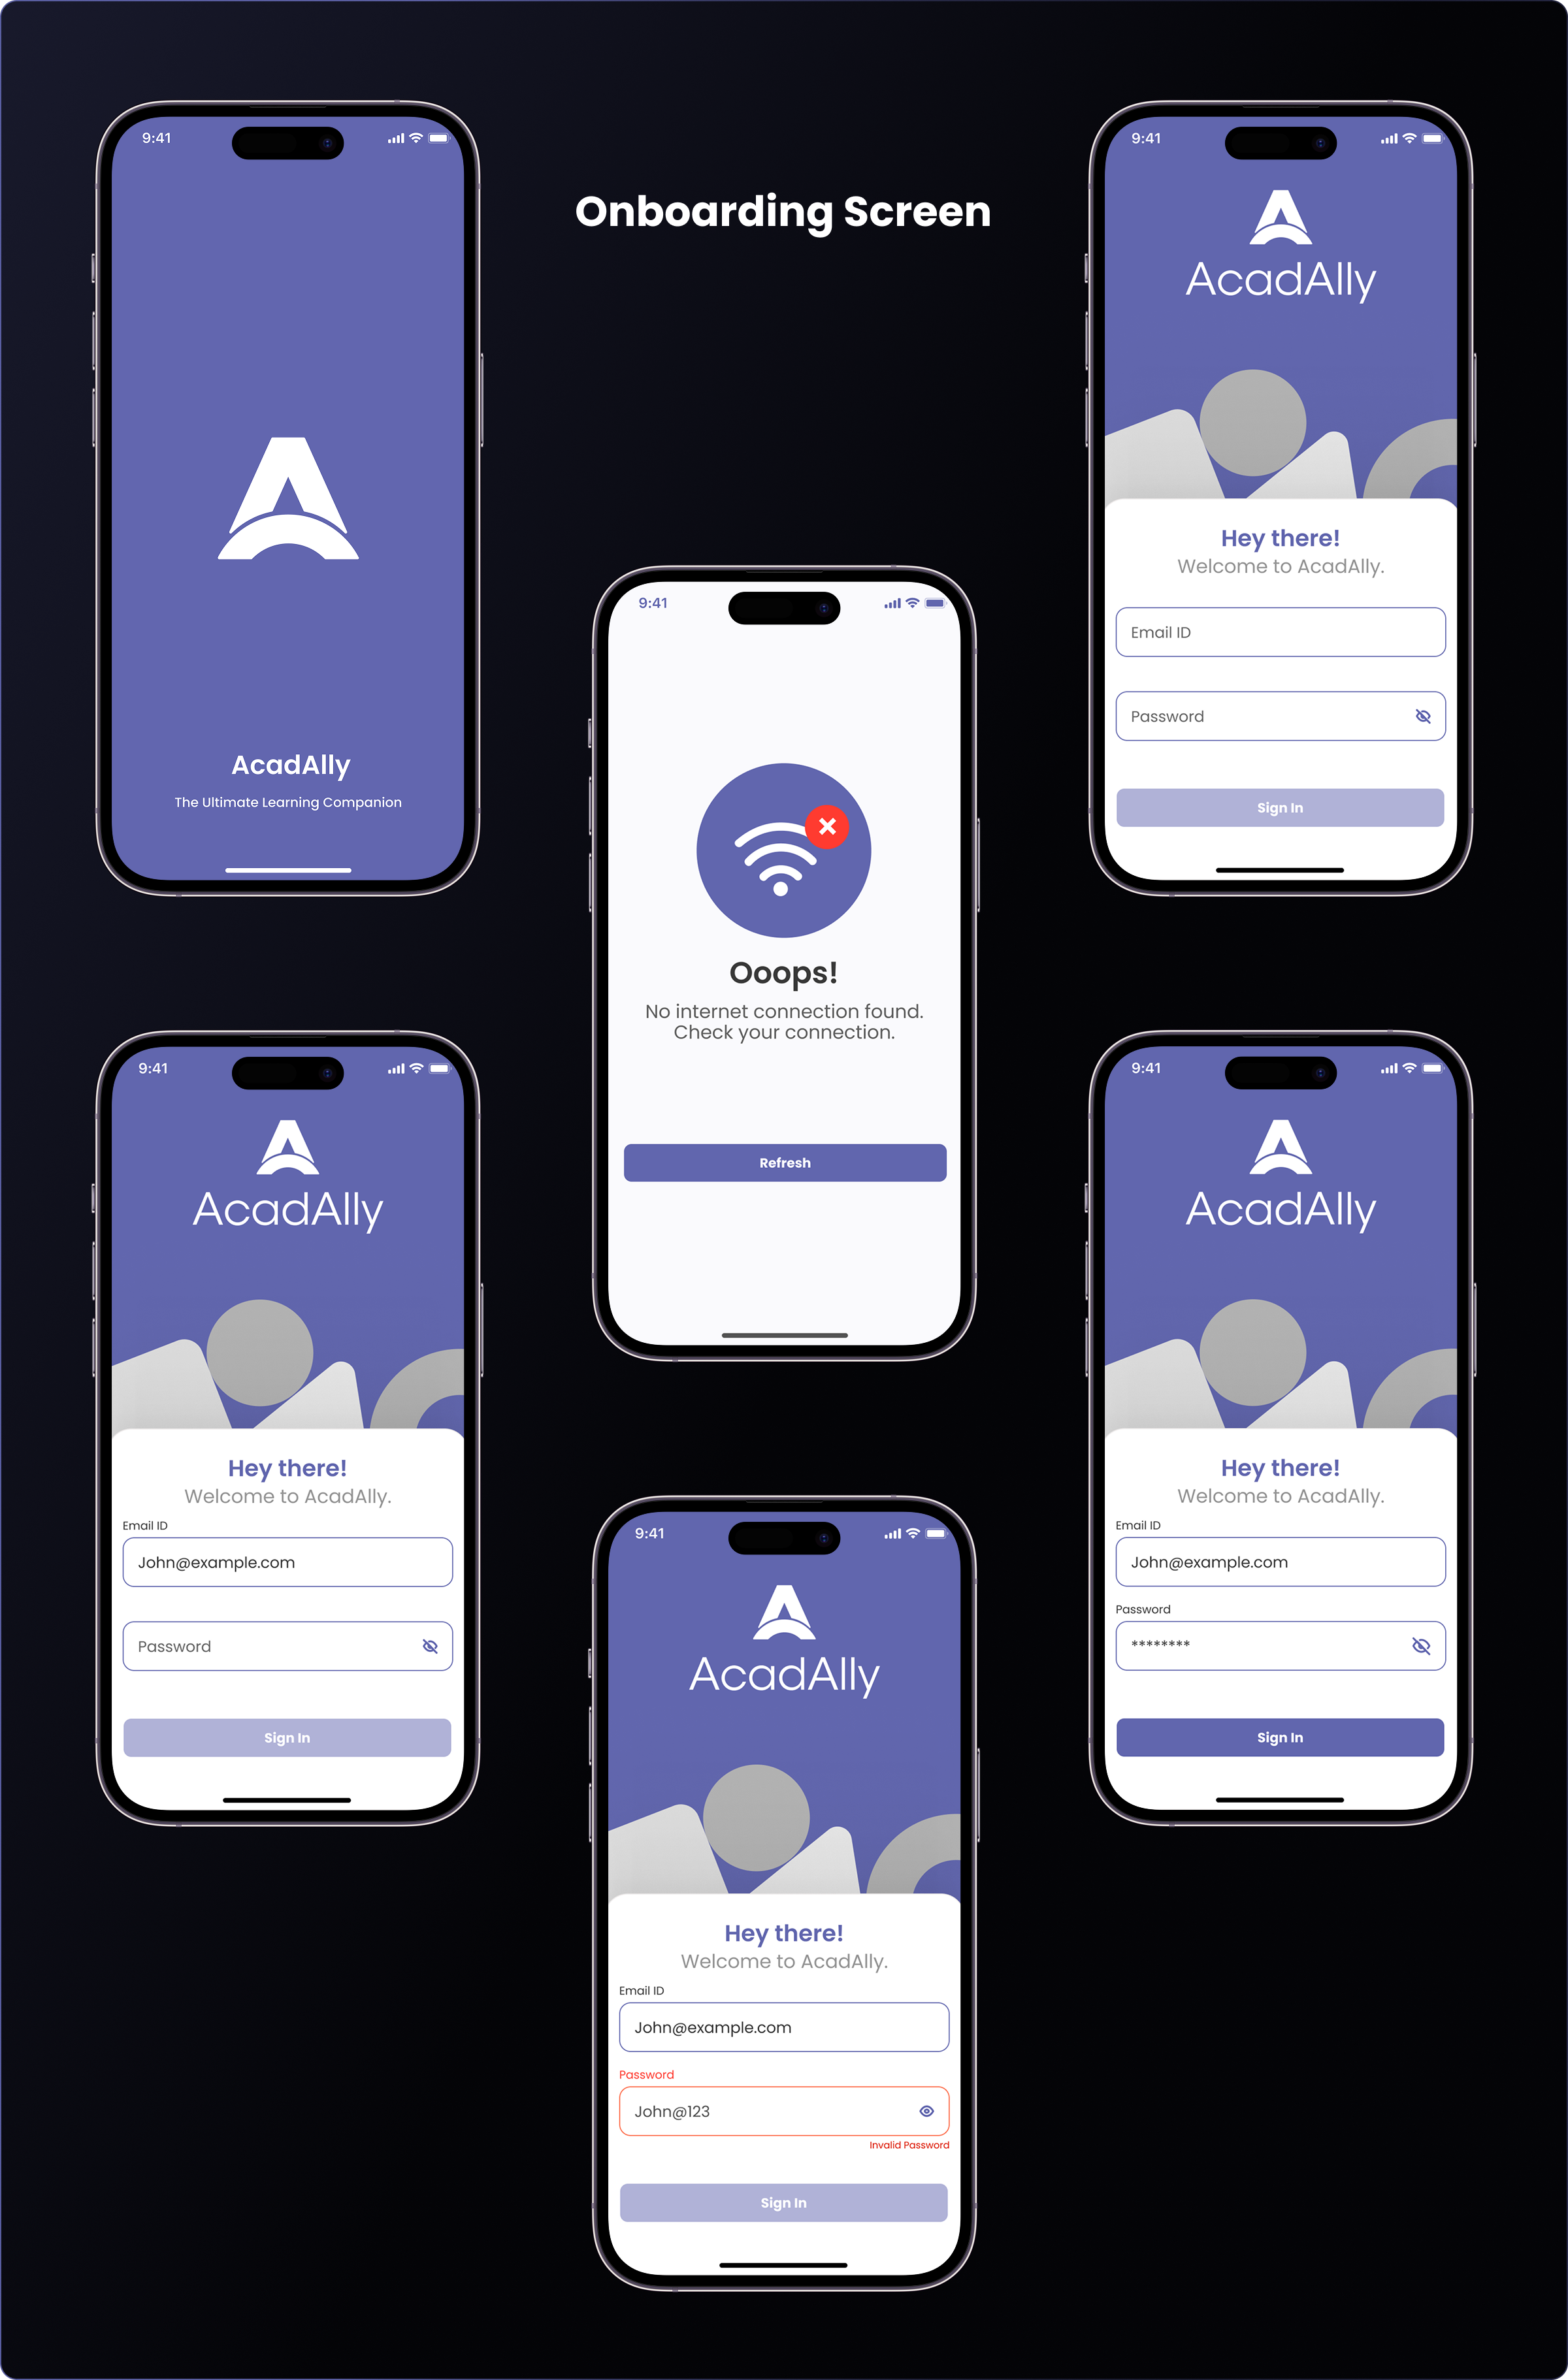 Onboarding Screen
9:41
AcadAlly
The Ultimate Learning Companion
9:41
AcadAlly
Hey there!
Welcome to AcadAlly.
Email ID
Password
Sign In
9:41
Ooops!
No internet connection found.
Check your connection.
Refresh
9:41
AcadAlly
Hey there!
Welcome to AcadAlly.
Email ID
John@example.com
Password
Sign In
9:41
AcadAlly
Hey there!
Welcome to AcadAlly.
Email ID
John@example.com
Password
********
Sign In
9:41
AcadAlly
Hey there!
Welcome to AcadAlly.
Email ID
John@example.com
Password
John@123
Invalid Password
Sign In